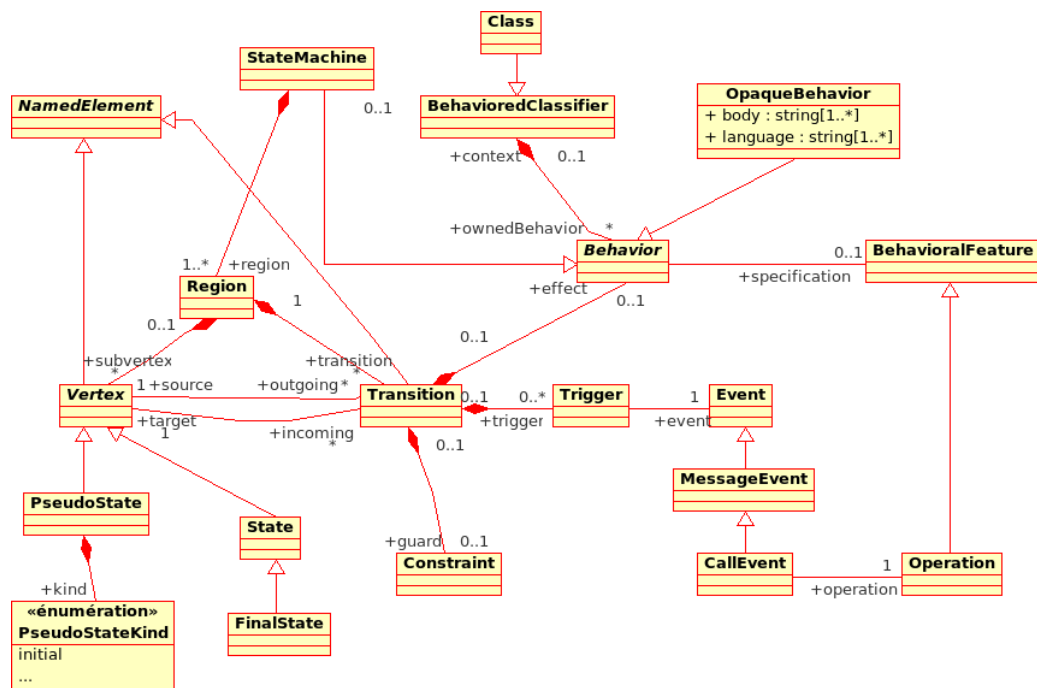 Class
StateMachine
NamedElement
0..1
BehavioredClassifier
OpaqueBehavior
+ body : string[1..*]
+ language : string[1..*]
+context
0..1
+ownedBehavior
*
Behavior
0..1
BehavioralFeature
+specification
1..*
+region
Region
1
+effect
0..1
0..1
0..1
+subvertex
*
+transition
*
1
+source
+outgoing
*
Vertex
Transition
0..1
0..*
Trigger
1
Event
+target
1
+incoming
*
+trigger
+event
0..1
MessageEvent
PseudoState
State
+guard
0..1
Constraint
CallEvent
1
Operation
+operation
+kind
«énumération»
PseudoStateKind
initial
...
FinalState